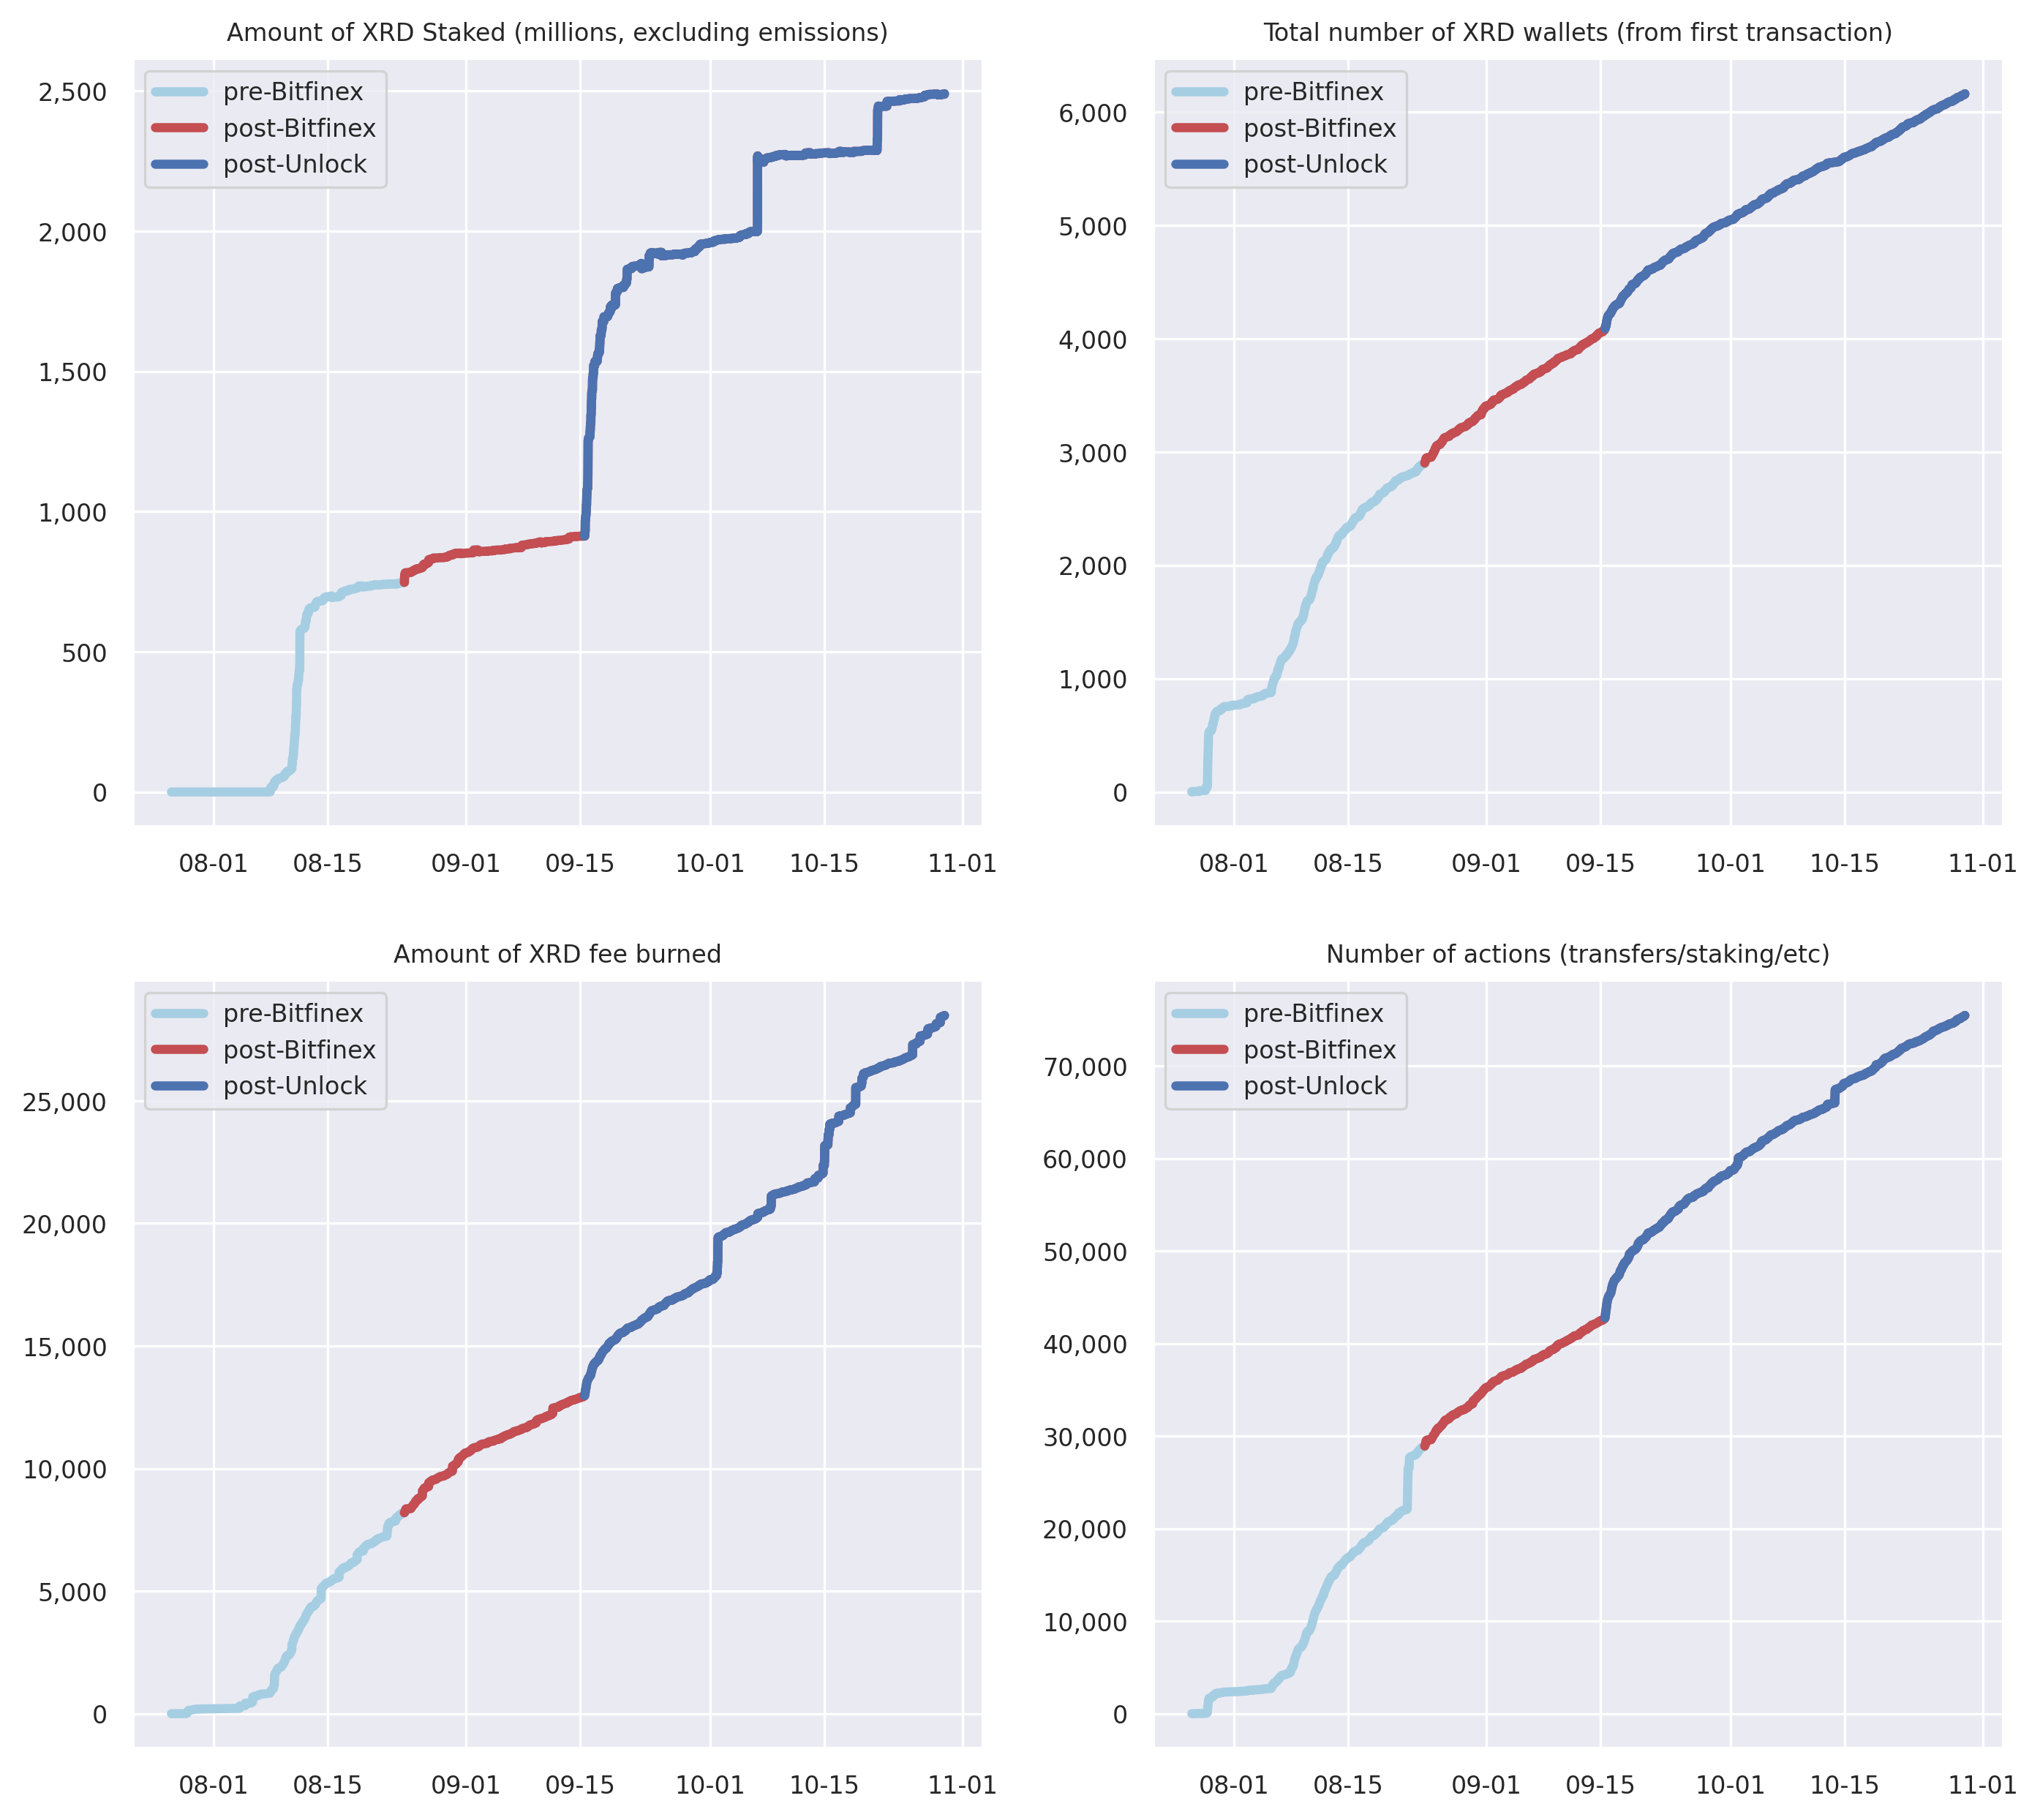 Amount of XRD Staked (millions, excluding emissions)
pre-Bitfinex
post-Bitfinex
post-Unlock
2,500
2,000
1,500
1,000
500
0
08-01 08-15 09-01 09-15 10-01 10-15 11-01
Total number of XRD wallets (from first transaction)
pre-Bitfinex
post-Bitfinex
post-Unlock
6,000
5,000
4,000
3,000
2,000
1,000
0
08-01 08-15 09-01 09-15 10-01 10-15 11-01
Amount of XRD fee burned
pre-Bitfinex
post-Bitfinex
post-Unlock
25,000
20,000
15,000
10,000
5,000
0
08-01 08-15 09-01 09-15 10-01 10-15 11-01
Number of actions (transfers/staking/etc)
pre-Bitfinex
post-Bitfinex
post-Unlock
70,000
60,000
50,000
40,000
30,000
20,000
10,000
0
08-01 08-15 09-01 09-15 10-01 10-15 11-01